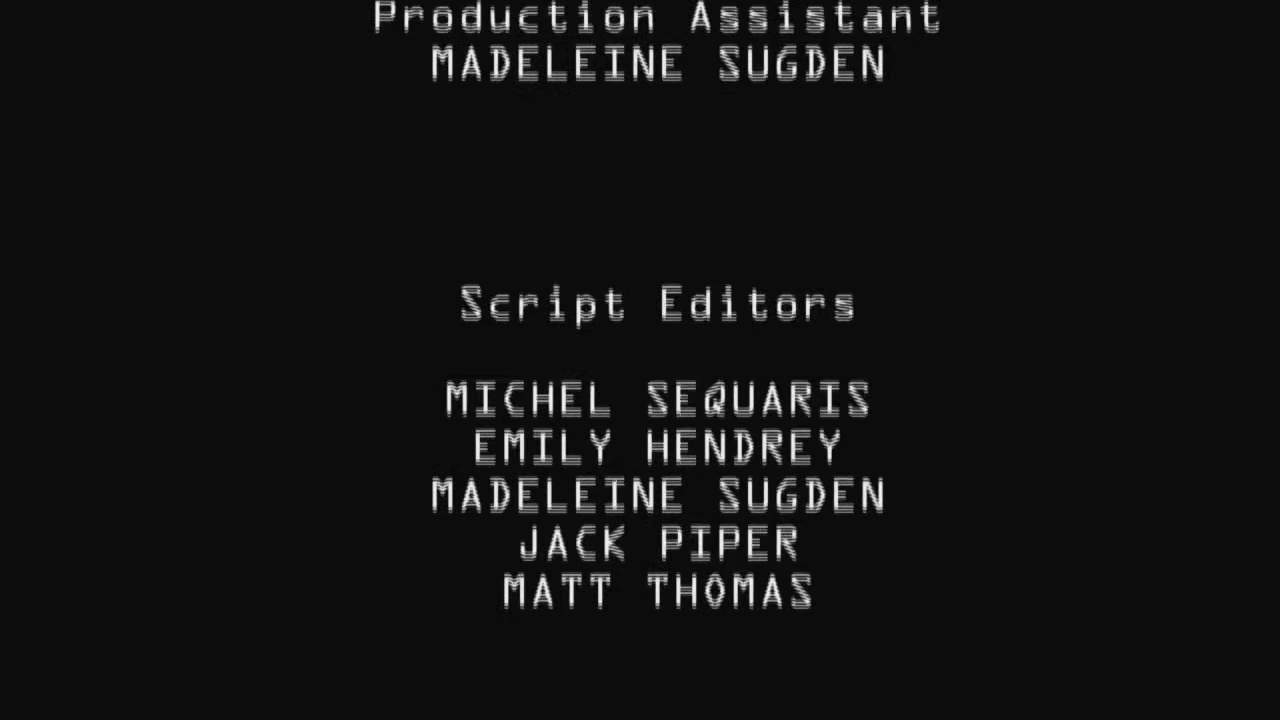 Production Assistant
MADELEINE SUGDEN
Script Editors
MICHEL SEQUARIS
EMILY HENDREY
MADELEINE SUGDEN
JACK PIPER
MATT THOMAS